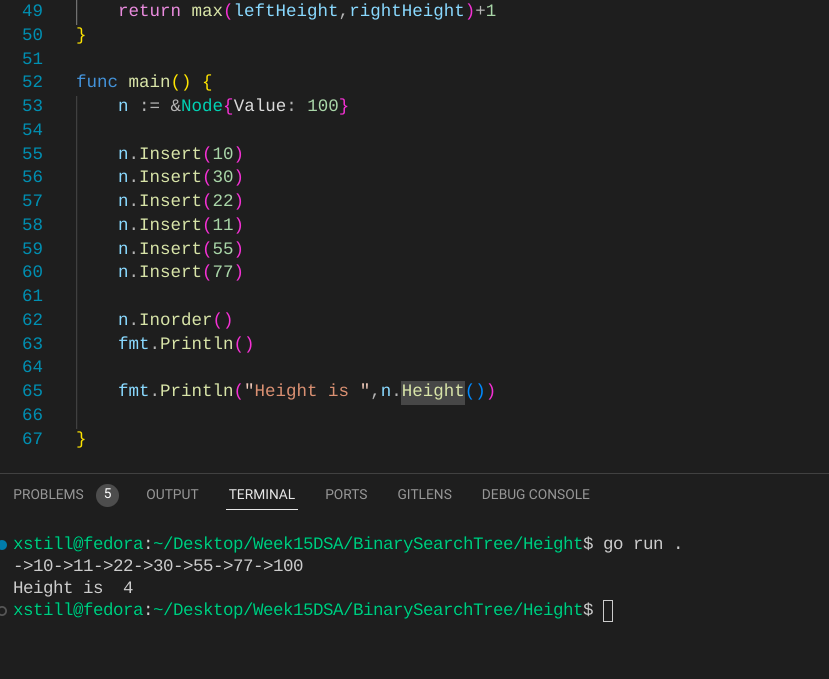 49 return max(leftHeight,rightHeight)+1
50 }
51
52 func main() {
53 n := &Node{Value: 100}
54
55 n.Insert(10)
56 n.Insert(30)
57 n.Insert(22)
58 n.Insert(11)
59 n.Insert(55)
60 n.Insert(77)
61
62 n.Inorder()
63 fmt.Println()
64
65 fmt.Println("Height is ",n.Height())
66
67 }
PROBLEMS 5 OUTPUT TERMINAL PORTS GITLENS DEBUG CONSOLE
xstill@fedora:~/Desktop/Week15DSA/BinarySearchTree/Height$ go run .
->10->11->22->30->55->77->100
Height is  4
xstill@fedora:~/Desktop/Week15DSA/BinarySearchTree/Height$